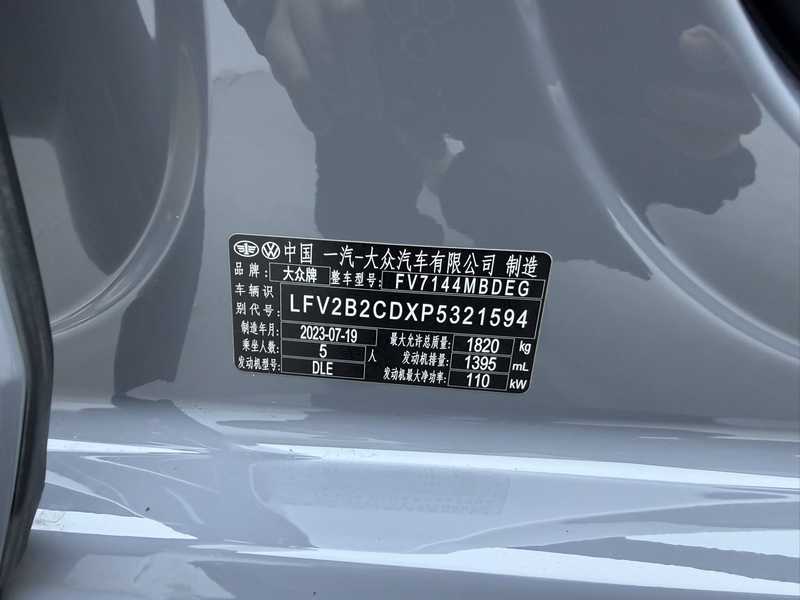 中国 一汽-大众汽车有限公司 制造
品牌: 大众牌 整车型号: FV7144MBDEG
车辆识别代号: LFV2B2CDXP5321594
制造年月: 2023-07-19 最大允许总质量: 1820 kg
乘坐人数: 5 人 发动机排量: 1395 mL
发动机型号: DLE 发动机最大净功率: 110 kW